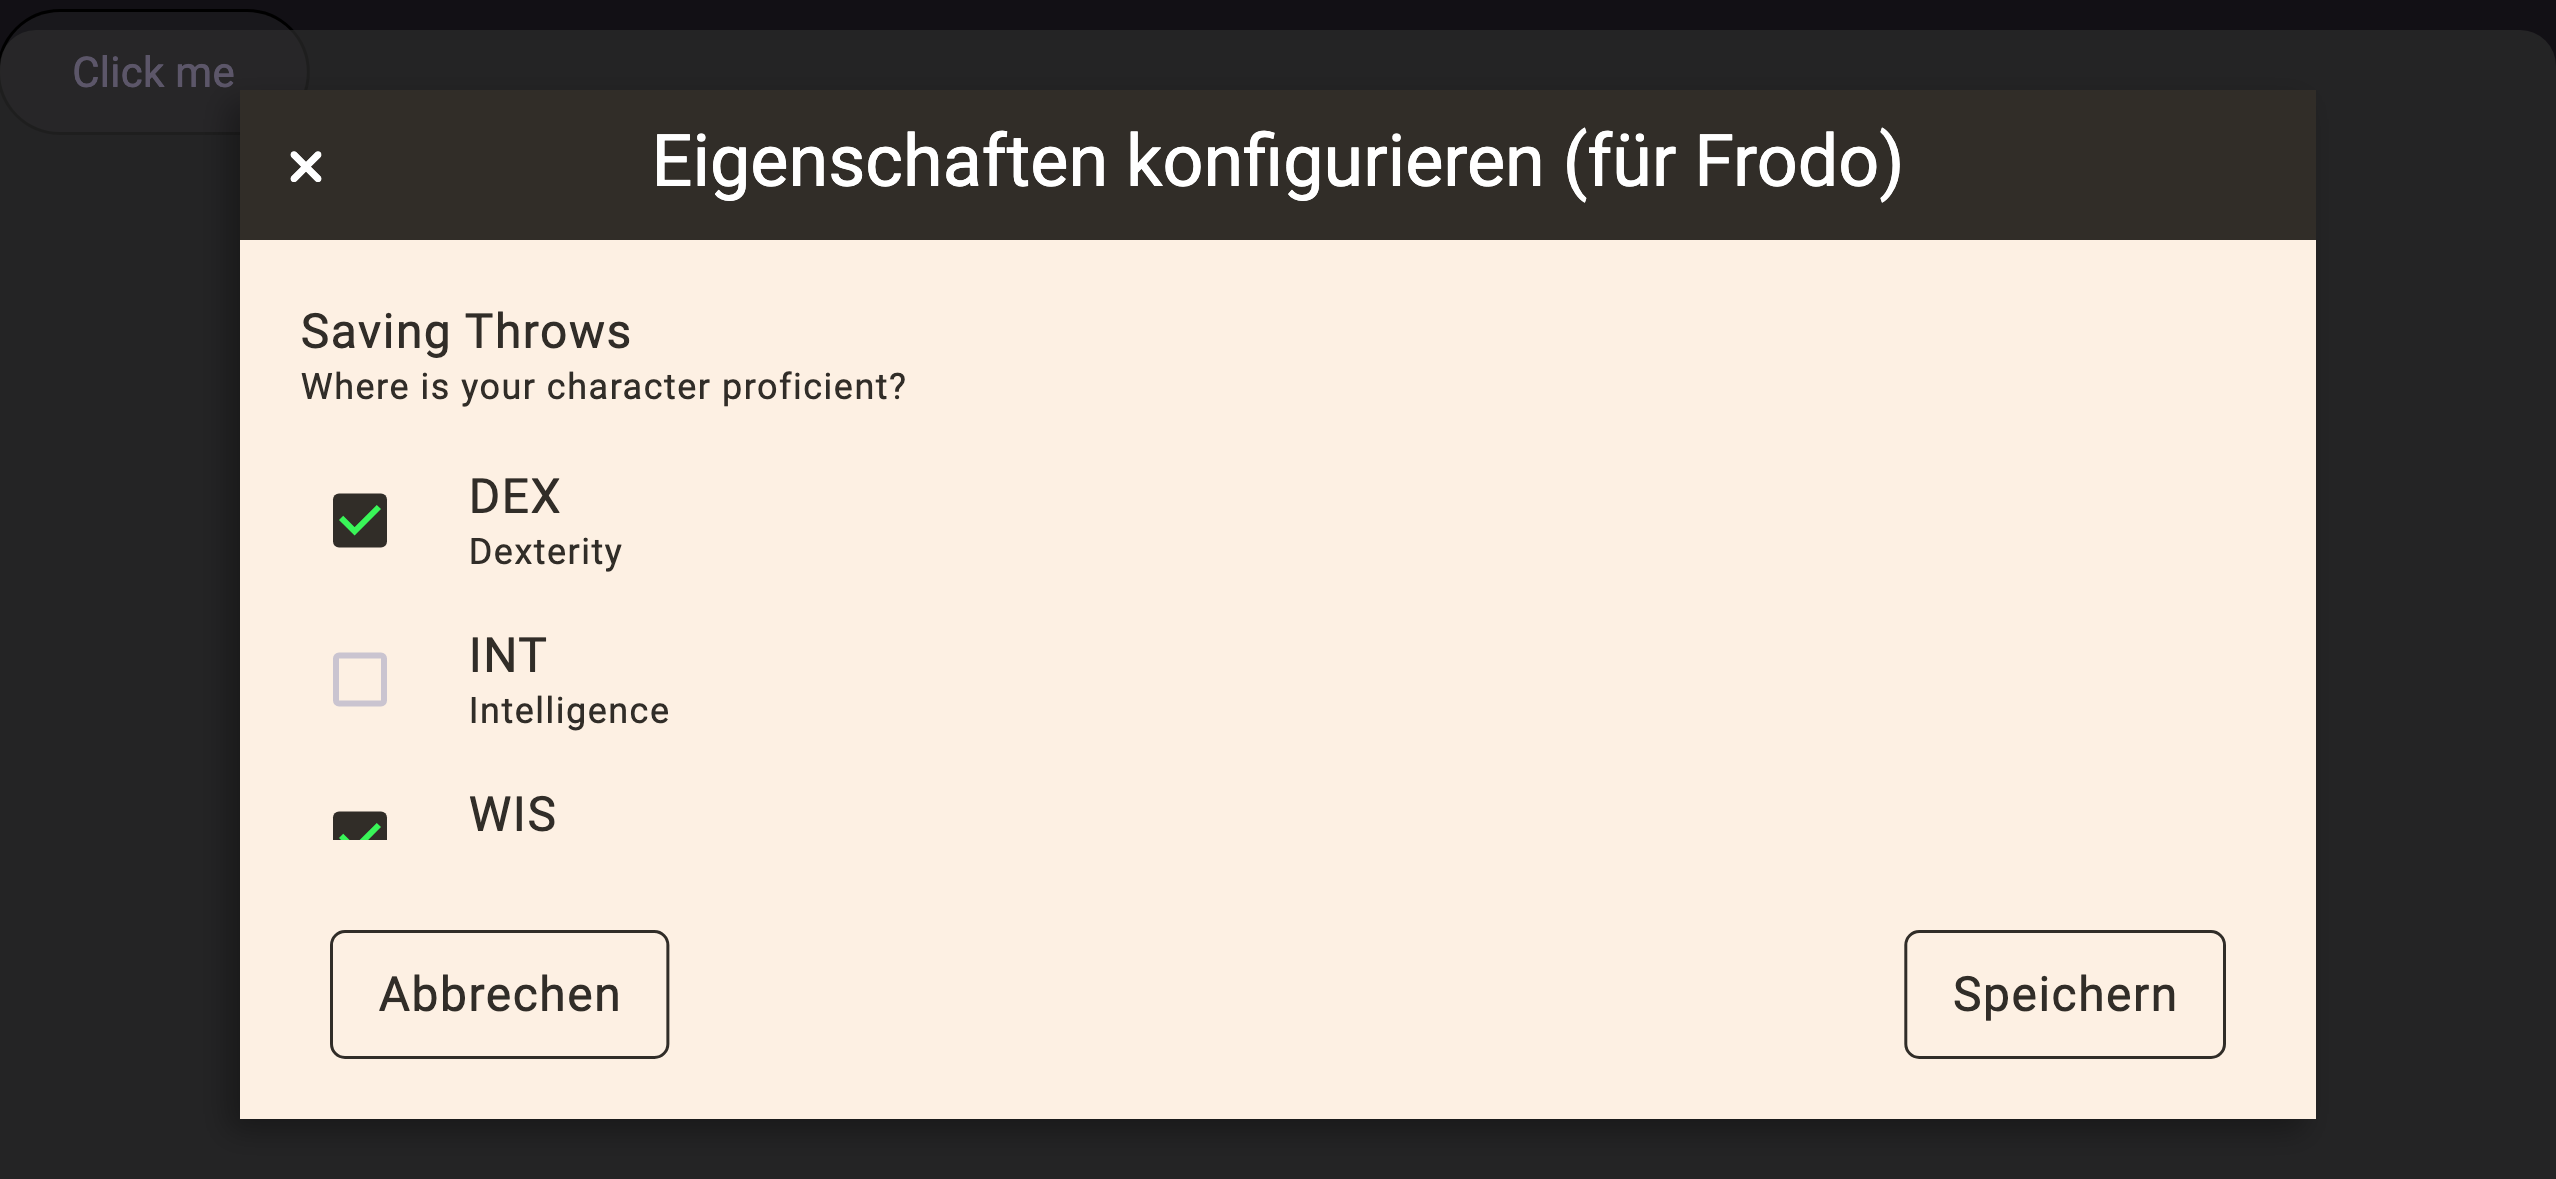 Click me
Eigenschaften konfigurieren (für Frodo)
Saving Throws
Where is your character proficient?
DEX
Dexterity
INT
Intelligence
WIS
Abbrechen
Speichern